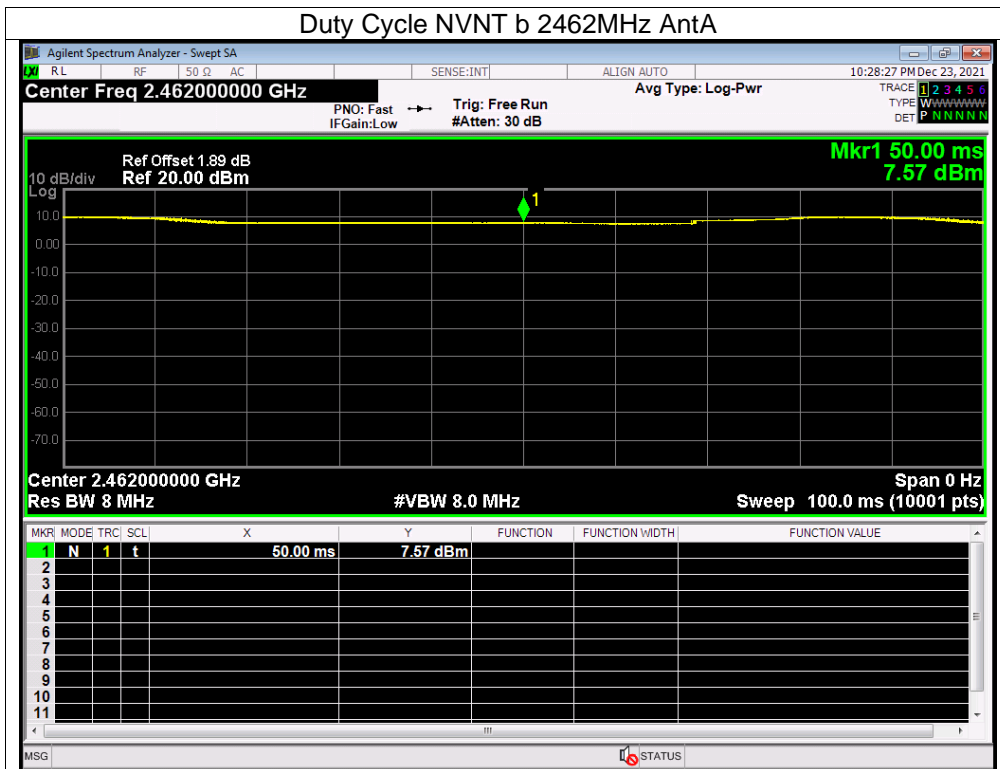 Duty Cycle NVNT b 2462MHz AntA
Agilent Spectrum Analyzer - Swept SA
LXI RL RF 50 Ω AC SENSE:INT ALIGN AUTO 10:28:27 PM Dec 23, 2021
Center Freq 2.462000000 GHz Avg Type: Log-Pwr TRACE 1 2 3 4 5 6
PNO: Fast Trig: Free Run TYPE WWWWWW
IFGain:Low #Atten: 30 dB DET P N N N N N
Mkr1 50.00 ms
Ref Offset 1.89 dB
10 dB/div Ref 20.00 dBm 7.57 dBm
Log
1
10.0
0.00
-10.0
-20.0
-30.0
-40.0
-50.0
-60.0
-70.0
Center 2.462000000 GHz Span 0 Hz
Res BW 8 MHz #VBW 8.0 MHz Sweep 100.0 ms (10001 pts)
MKR MODE TRC SCL X Y FUNCTION FUNCTION WIDTH FUNCTION VALUE
1 N 1 t 50.00 ms 7.57 dBm
2
3
4
5
6
7
8
9
10
11
MSG STATUS